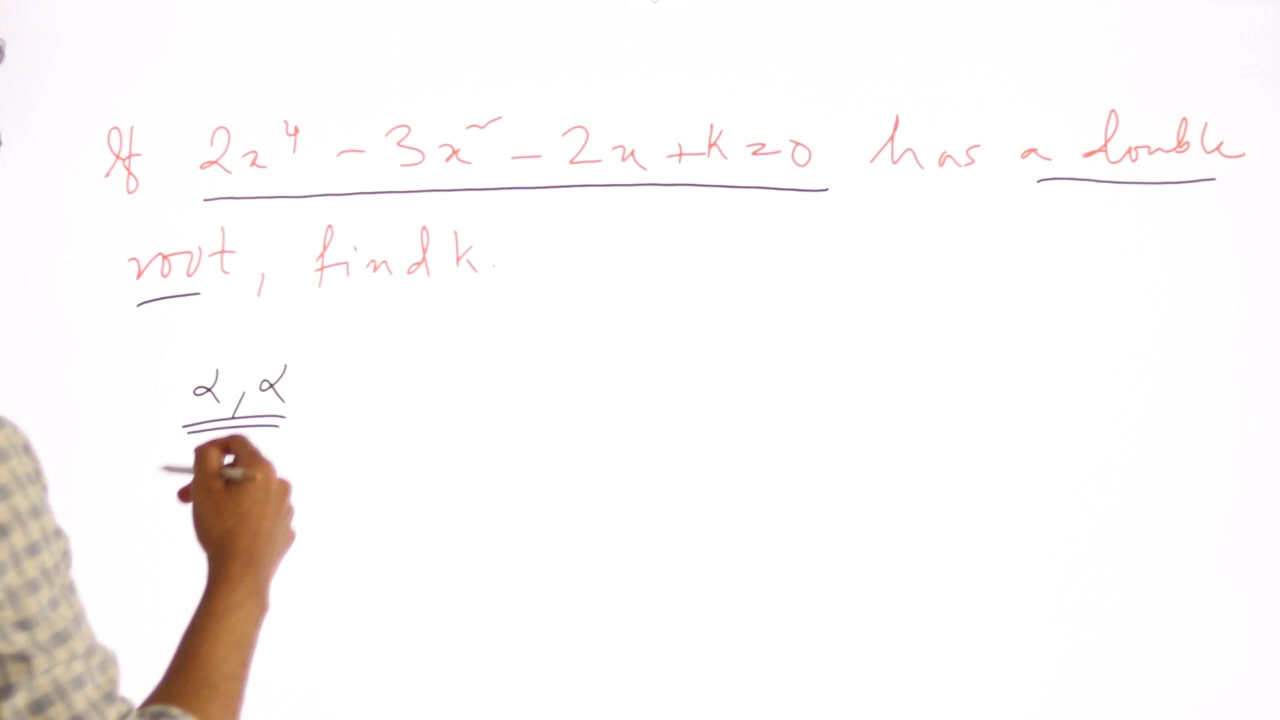 If 2x⁴ - 3x² - 2x + k = 0 has a double
root, find k.
α, α